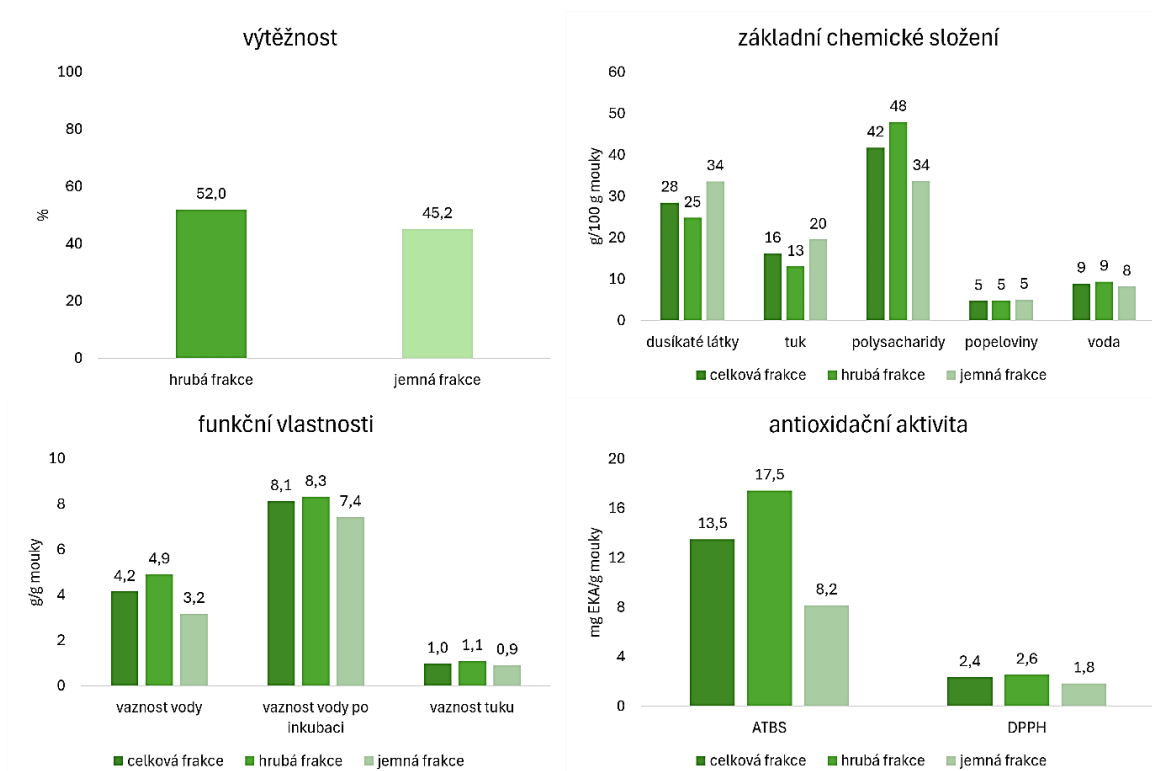 výtěžnost
100
80
60
40
20
0
%
52,0
45,2
hrubá frakce
jemná frakce
základní chemické složení
60
50
40
30
20
10
0
g/100 g mouky
28 25 34
16 13 20
42 48 34
5 5 5
9 9 8
dusíkaté látky tuk polysacharidy popeloviny voda
celková frakce hrubá frakce jemná frakce
funkční vlastnosti
10
8
6
4
2
0
g/g mouky
4,2 4,9 3,2
8,1 8,3 7,4
1,0 1,1 0,9
vaznost vody
vaznost vody po
inkubaci
vaznost tuku
celková frakce hrubá frakce jemná frakce
antioxidační aktivita
20
16
12
8
4
0
mg EKA/g mouky
13,5 17,5 8,2
2,4 2,6 1,8
ATBS DPPH
celková frakce hrubá frakce jemná frakce